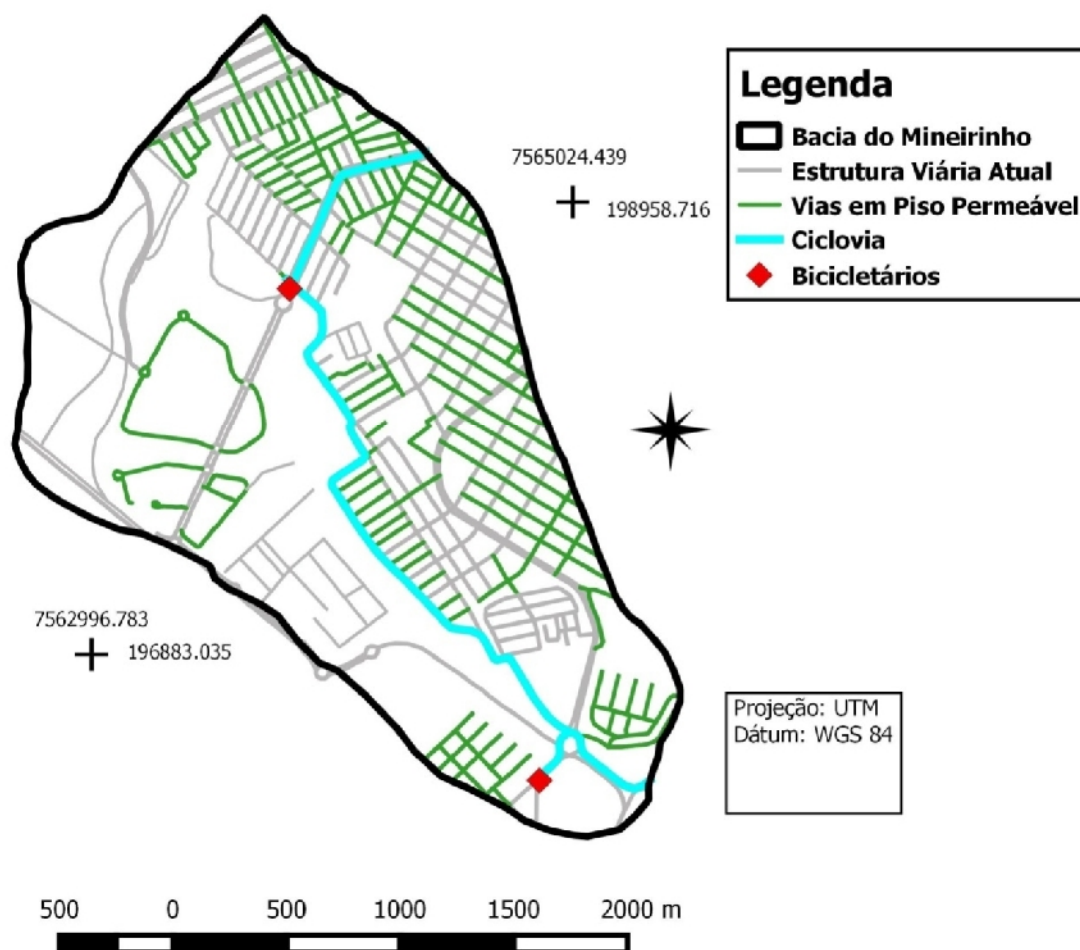 Legenda
Bacia do Mineirinho
Estrutura Viária Atual
Vias em Piso Permeável
Ciclovia
Bicicletários
7565024.439
198958.716
7562996.783
196883.035
Projeção: UTM
Dátum: WGS 84
500 0 500 1000 1500 2000 m